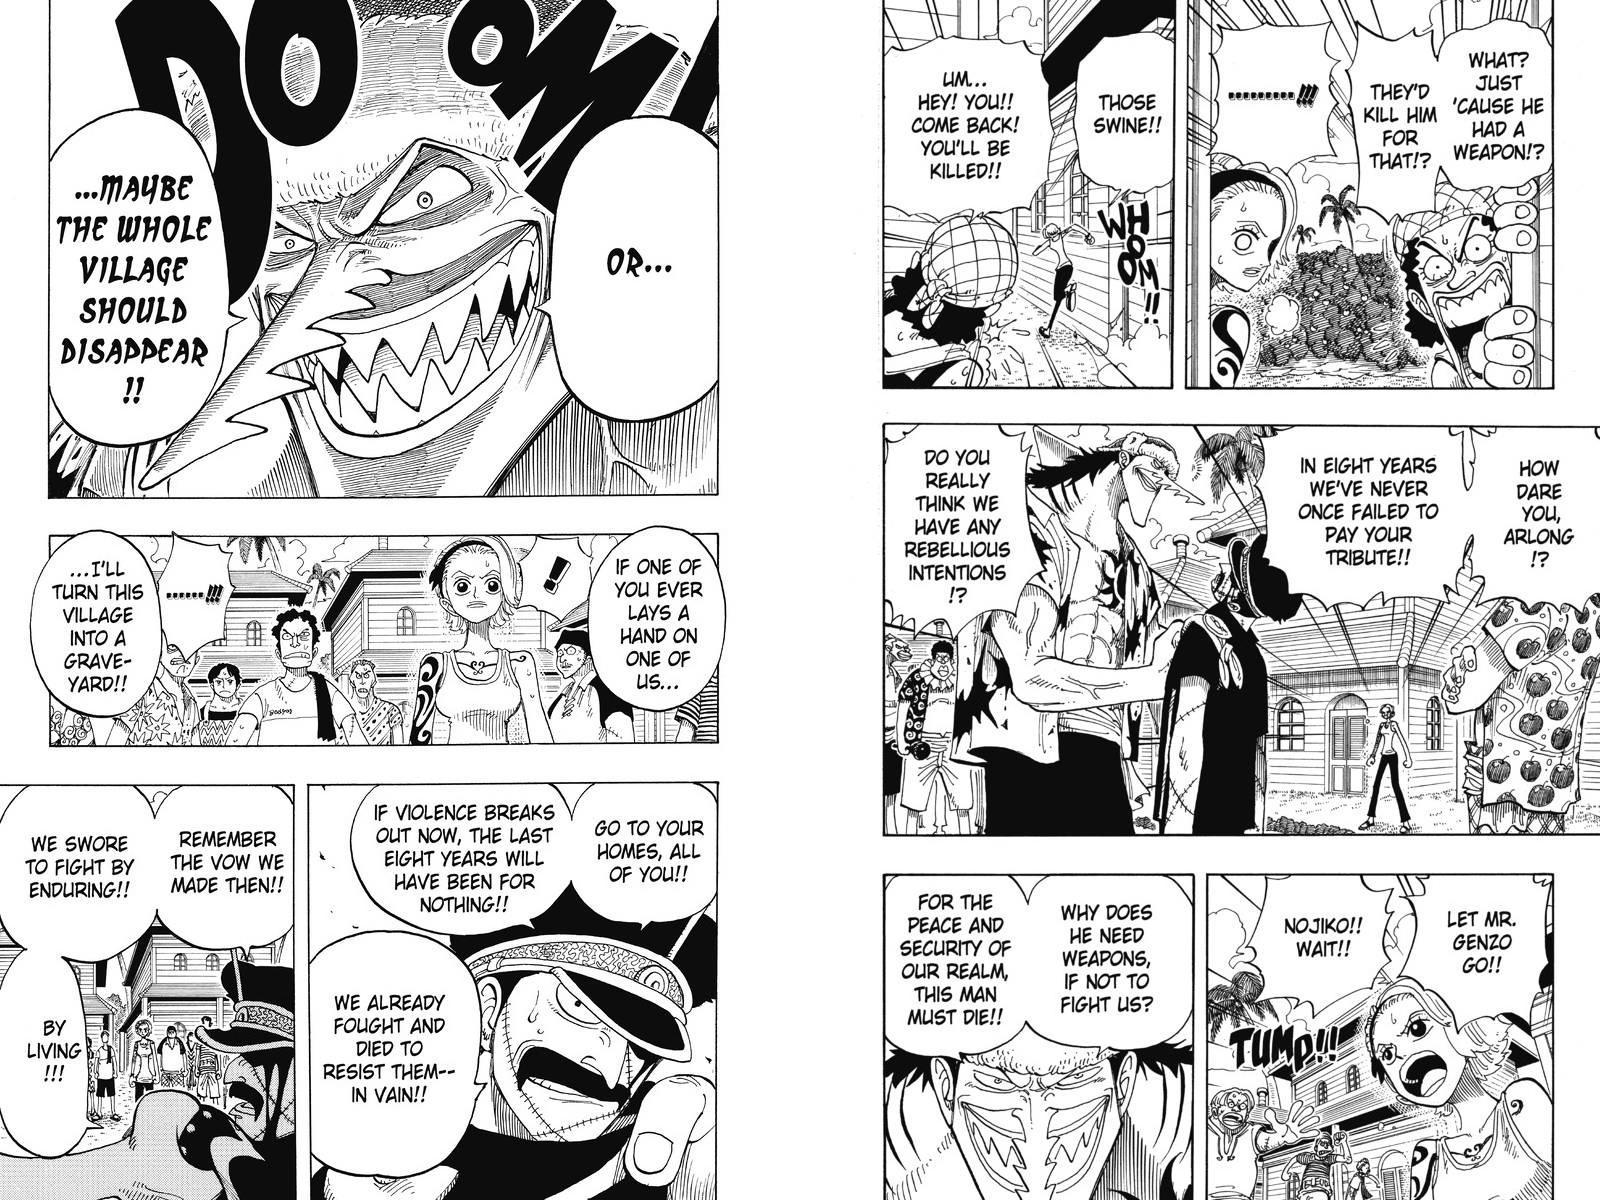 WHAT?
JUST
'CAUSE HE
HAD A
WEAPON!?
THEY'D
KILL HIM
FOR
THAT!?
..........!!!
THOSE
SWINE!!
UM...
HEY! YOU!!
COME BACK!
YOU'LL BE
KILLED!!
WHOOM!!
HOW
DARE
YOU,
ARLONG
!?
IN EIGHT YEARS
WE'VE NEVER
ONCE FAILED TO
PAY YOUR
TRIBUTE!!
DO YOU
REALLY
THINK WE
HAVE ANY
REBELLIOUS
INTENTIONS
!?
LET MR.
GENZO
GO!!
NOJIKO!!
WAIT!!
TUMP!!
WHY DOES
HE NEED
WEAPONS,
IF NOT TO
FIGHT US?
FOR THE
PEACE AND
SECURITY OF
OUR REALM,
THIS MAN
MUST DIE!!
DOOM!
OR...
...MAYBE
THE WHOLE
VILLAGE
SHOULD
DISAPPEAR
!!
IF ONE OF
YOU EVER
LAYS A
HAND ON
ONE OF
US...
!
.......!!!
...I'LL
TURN THIS
VILLAGE
INTO A
GRAVE-
YARD!!
GO TO YOUR
HOMES, ALL
OF YOU!!
IF VIOLENCE BREAKS
OUT NOW, THE LAST
EIGHT YEARS WILL
HAVE BEEN FOR
NOTHING!!
WE ALREADY
FOUGHT AND
DIED TO
RESIST THEM--
IN VAIN!!
REMEMBER
THE VOW WE
MADE THEN!!
WE SWORE
TO FIGHT BY
ENDURING!!
BY
LIVING
!!!